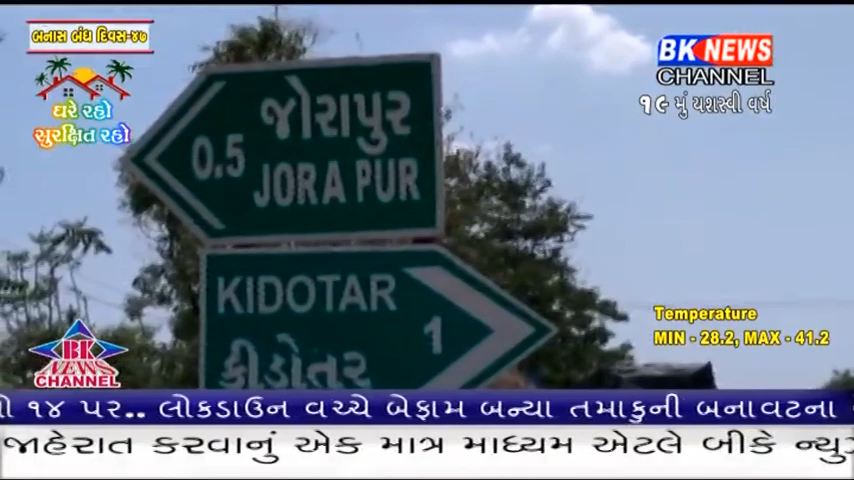 બનાસ બંધ દિવસ-૪૭
ઘરે રહો
સુરક્ષિત રહો
BK NEWS
CHANNEL
૧૯ મું યશસ્વી વર્ષ
જોરાપુર
0.5
JORA PUR
KIDOTAR
1
કીડોતર
Temperature
MIN - 28.2, MAX - 41.2
BK
NEWS
CHANNEL
૧૪ પર.. લોકડાઉન વચ્ચે બેફામ બન્યા તમાકુની બનાવટના
જાહેરાત કરવાનું એક માત્ર માધ્યમ એટલે બીકે ન્યુઝ